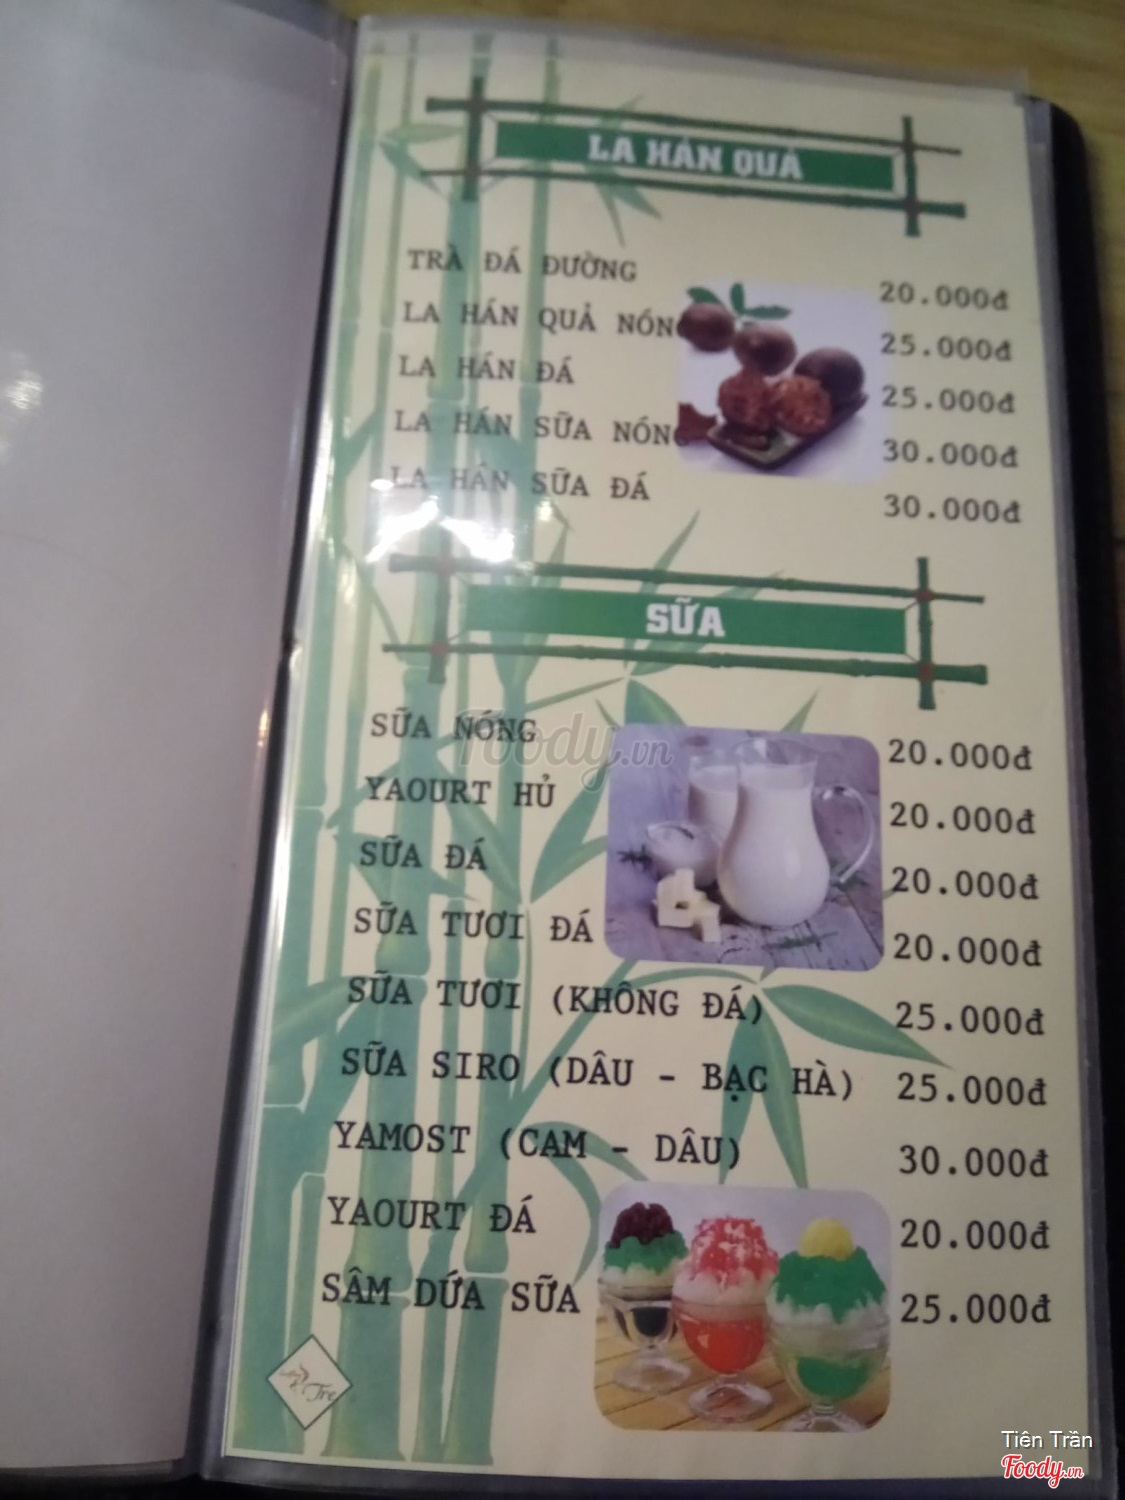 LA HÁN QUẢ
TRÀ ĐÁ ĐƯỜNG 20.000đ
LA HÁN QUẢ NÓNG 25.000đ
LA HÁN ĐÁ 25.000đ
LA HÁN SỮA NÓNG 30.000đ
LA HÁN SỮA ĐÁ 30.000đ
SỮA
SỮA NÓNG 20.000đ
YAOURT HỦ 20.000đ
SỮA ĐÁ 20.000đ
SỮA TƯƠI ĐÁ 20.000đ
SỮA TƯƠI (KHÔNG ĐÁ) 25.000đ
SỮA SIRO (DÂU - BẠC HÀ) 25.000đ
YAMOST (CAM - DÂU) 30.000đ
YAOURT ĐÁ 20.000đ
SÂM DỨA SỮA 25.000đ
Foody.vn
Tre
Tiên Trần
Foody.vn